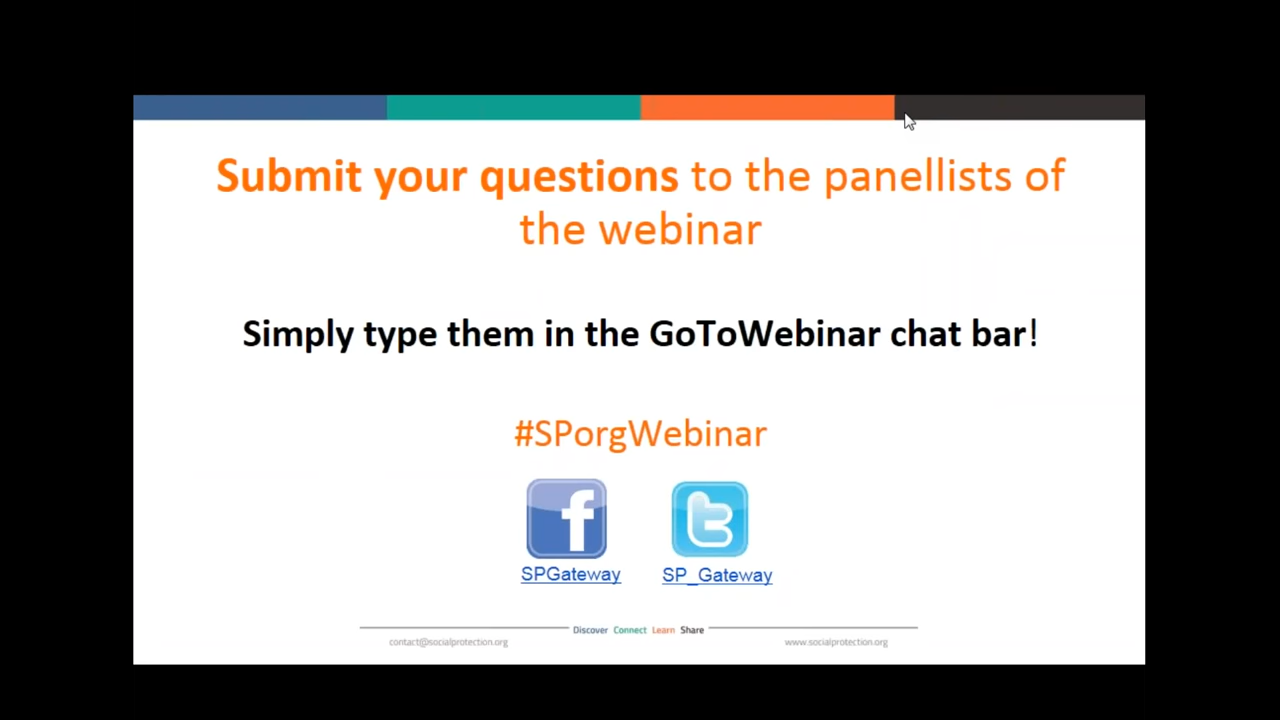 Submit your questions to the panellists of
the webinar
Simply type them in the GoToWebinar chat bar!
#SPorgWebinar
SPGateway
SP_Gateway
Discover Connect Learn Share
contact@socialprotection.org
www.socialprotection.org